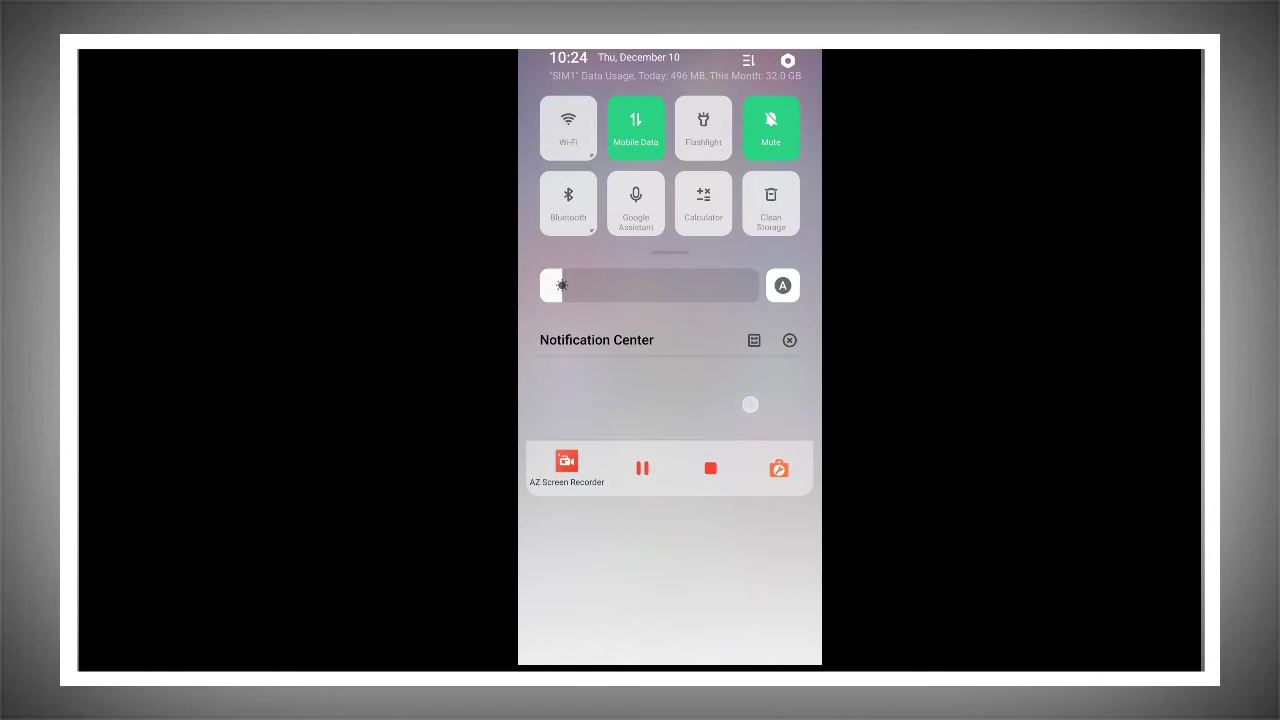 10:24 Thu, December 10
"SIM1" Data Usage, Today: 496 MB, This Month: 32.0 GB
Wi-Fi Mobile Data Flashlight Mute
Bluetooth Google Assistant Calculator Clean Storage
A
Notification Center
AZ Screen Recorder